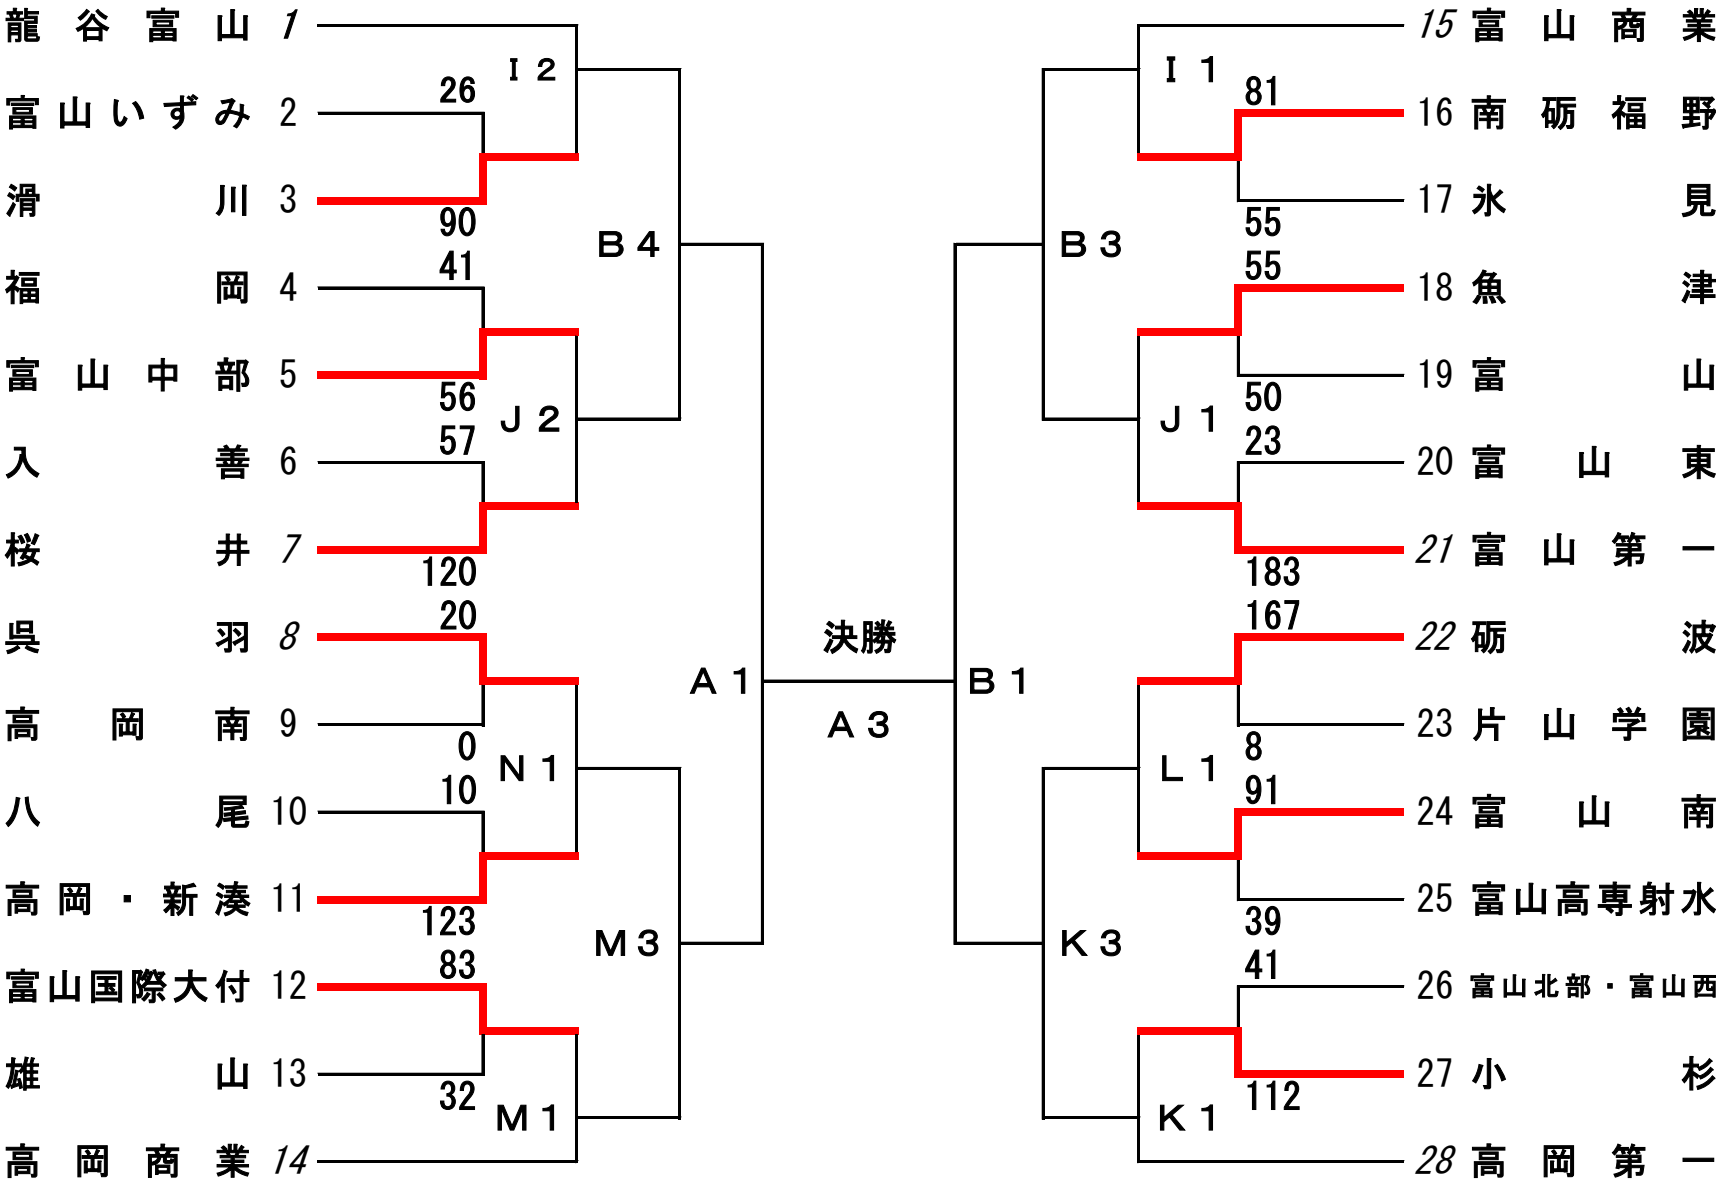 龍谷富山 1
I 2
26
富山いずみ 2
滑川 3
90
B 4
41
福岡 4
富山中部 5
56
J 2
57
入善 6
桜井 7
120
20
呉羽 8
A 1
高岡南 9
0
N 1
10
八尾 10
高岡・新湊 11
123
M 3
83
富山国際大付 12
雄山 13
32
M 1
高岡商業 14
決勝
A 3
15 富山商業
I 1
81
16 南砺福野
17 氷見
55
B 3
55
18 魚津
19 富山
50
J 1
23
20 富山東
21 富山第一
183
167
22 砺波
B 1
23 片山学園
8
L 1
91
24 富山南
25 富山高専射水
39
K 3
41
26 富山北部・富山西
27 小杉
112
K 1
28 高岡第一